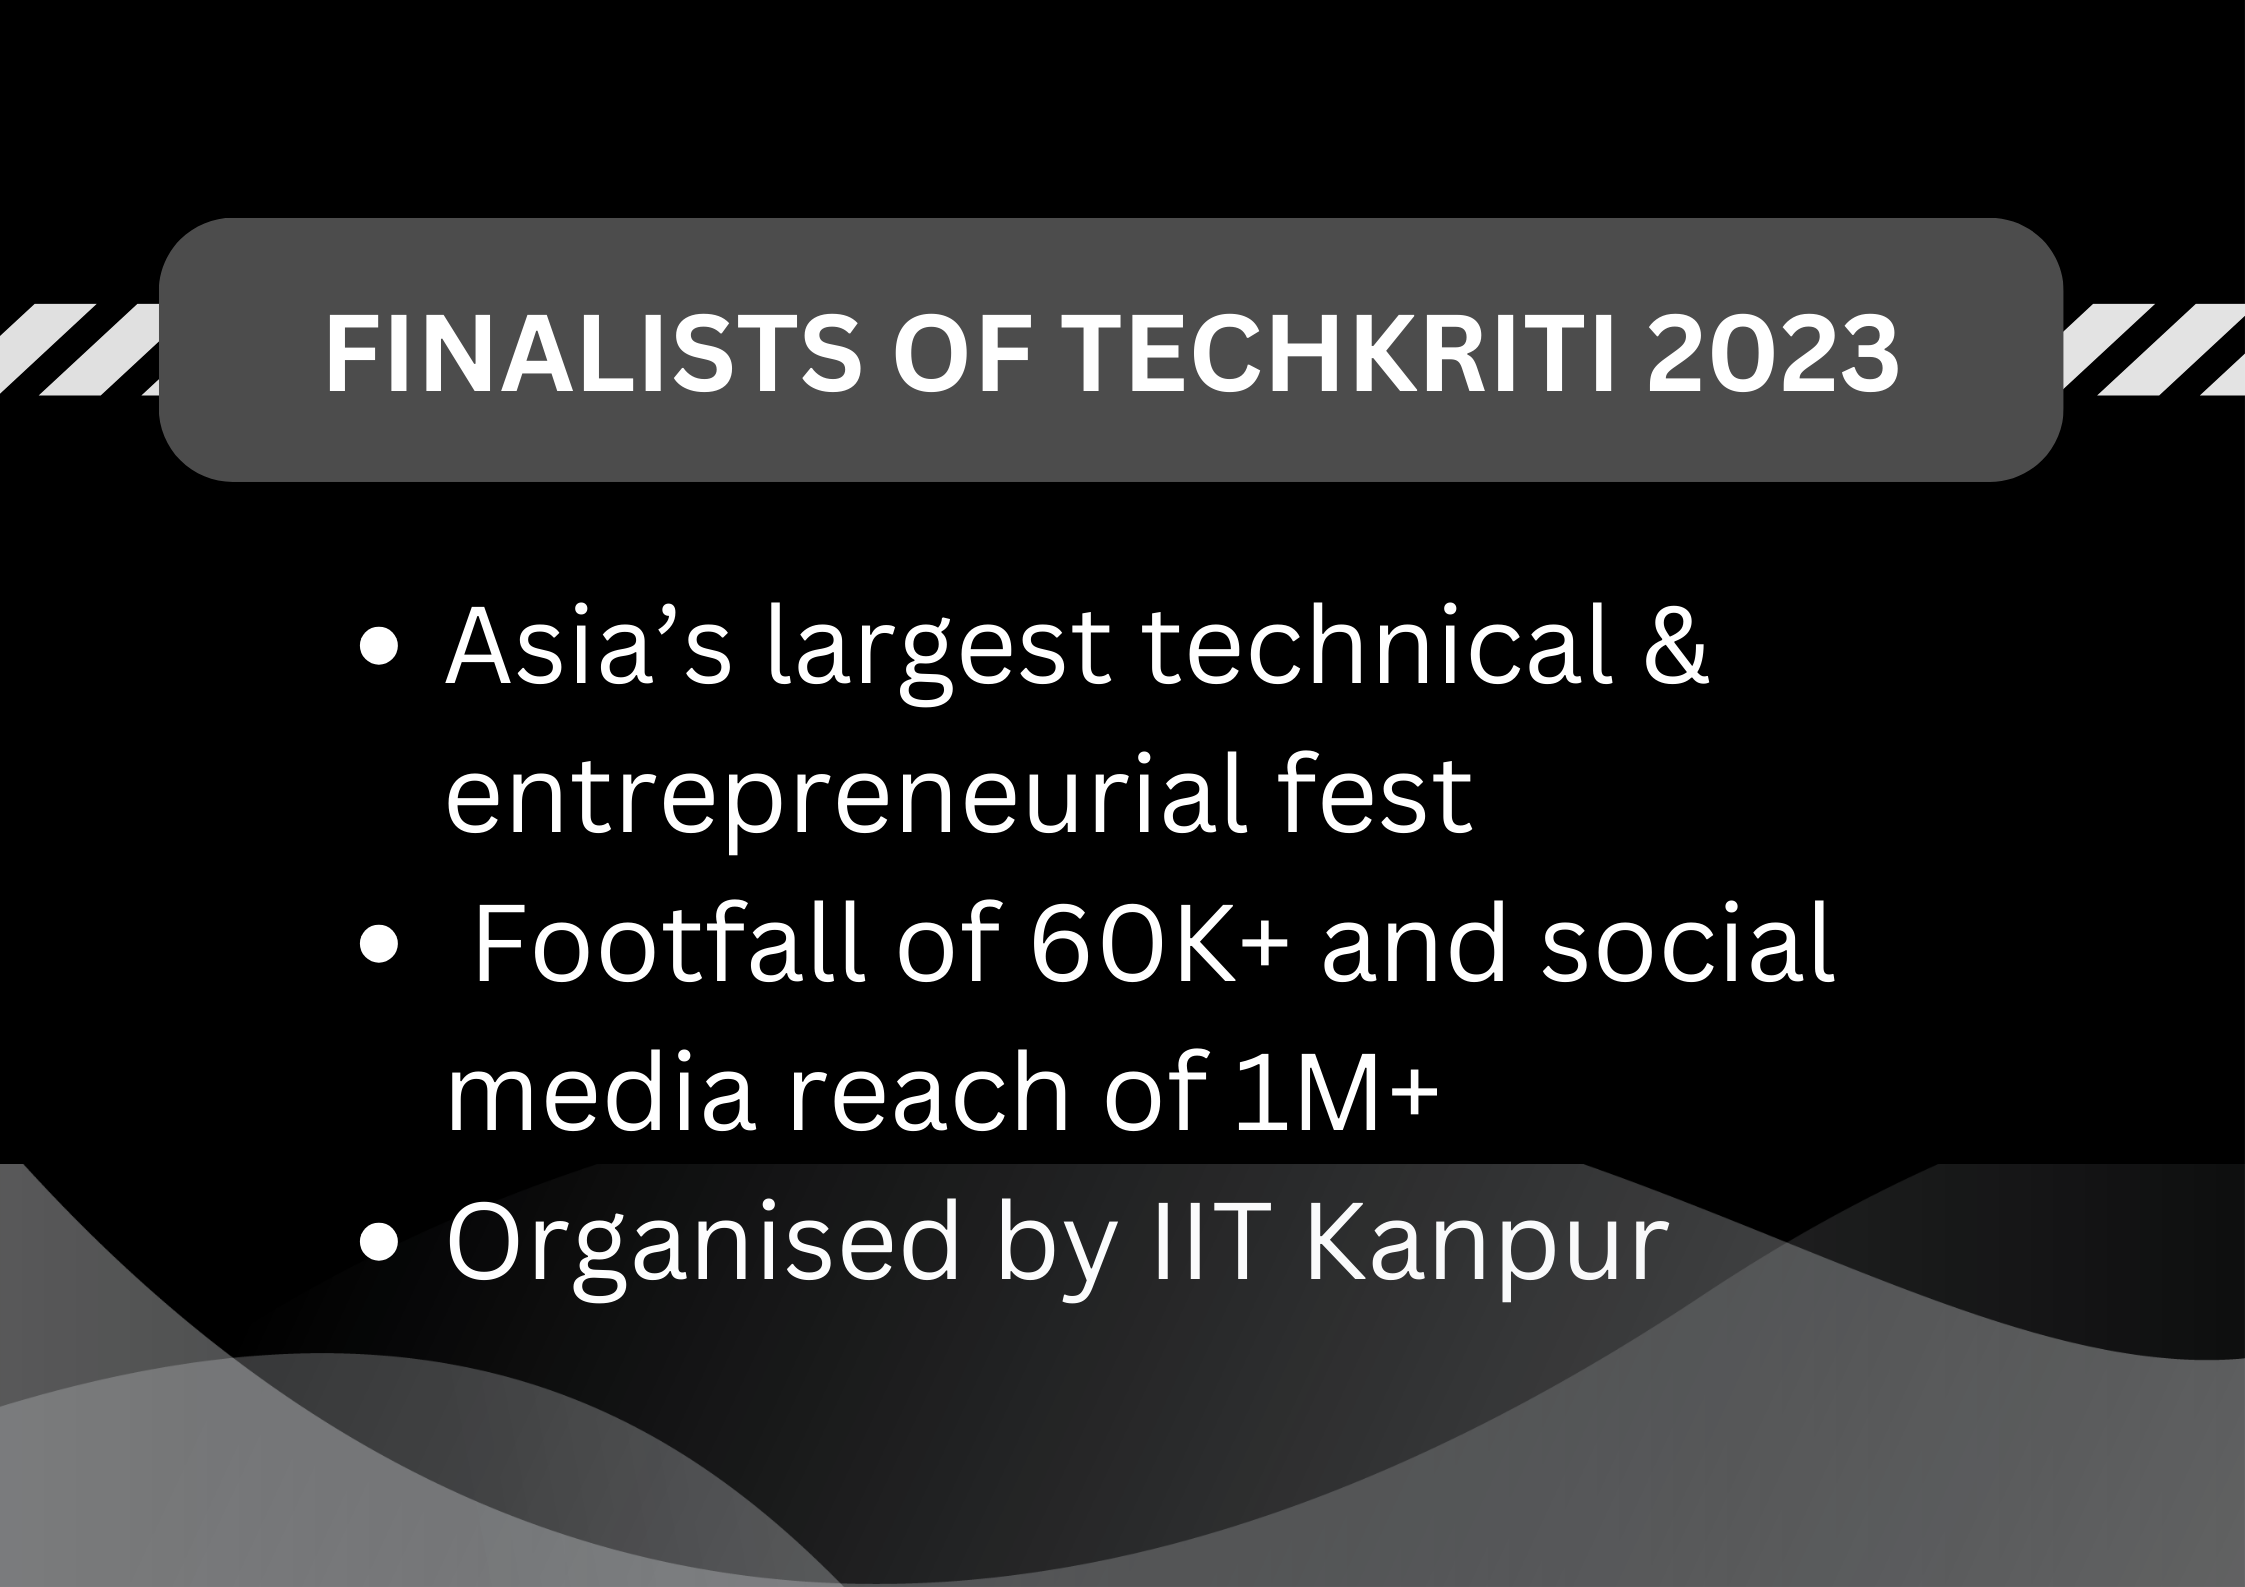 FINALISTS OF TECHKRITI 2023
• Asia’s largest technical &
entrepreneurial fest
• Footfall of 60K+ and social
media reach of 1M+
• Organised by IIT Kanpur